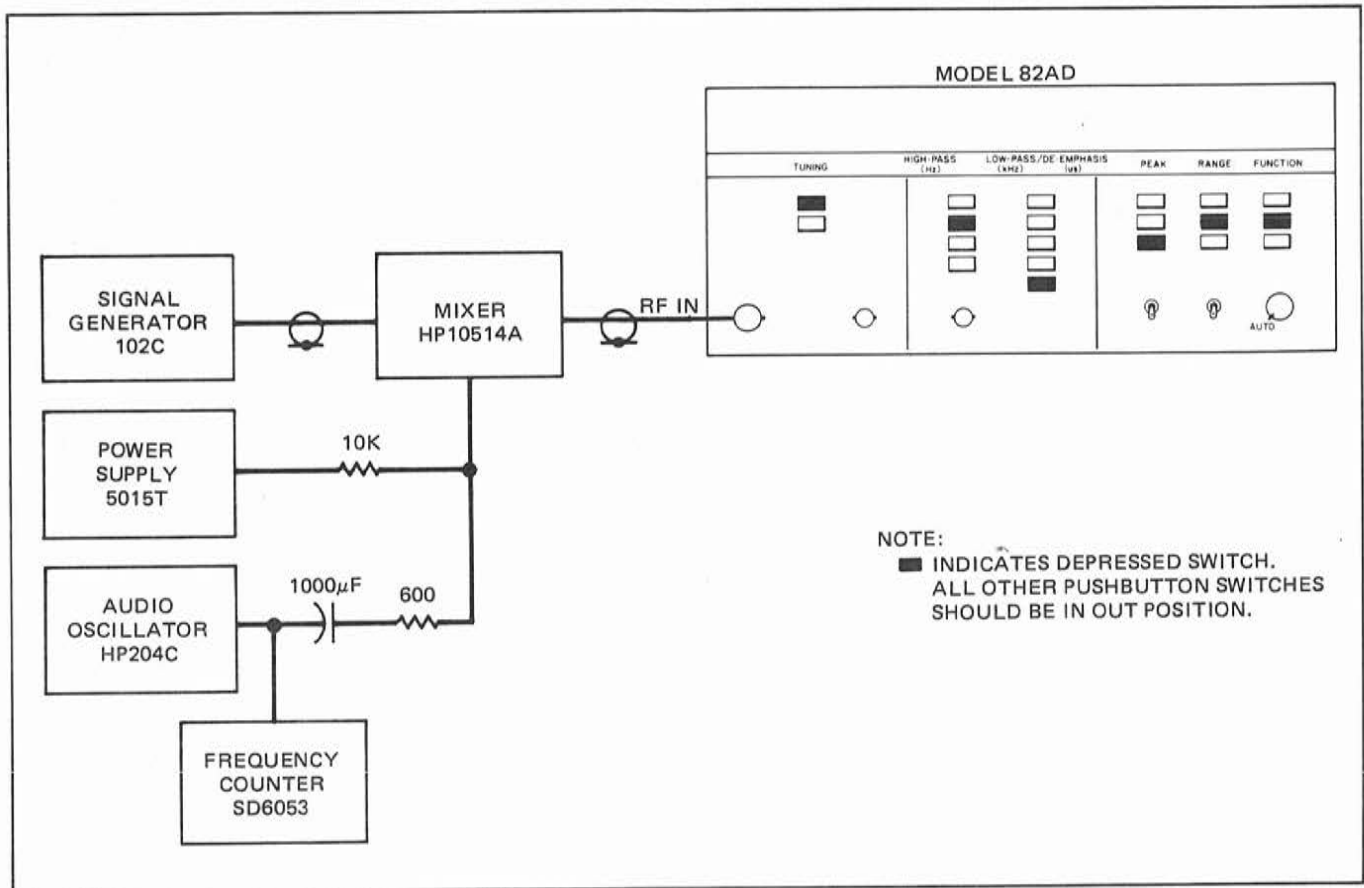 MODEL 82AD
TUNING
HIGH-PASS
(Hz)
LOW-PASS/DE EMPHASIS
(kHz) (us)
PEAK
RANGE
FUNCTION
AUTO
SIGNAL
GENERATOR
102C
MIXER
HP10514A
RF IN
POWER
SUPPLY
5015T
10K
AUDIO
OSCILLATOR
HP204C
1000μF
600
FREQUENCY
COUNTER
SD6053
NOTE:
INDICATES DEPRESSED SWITCH.
ALL OTHER PUSHBUTTON SWITCHES
SHOULD BE IN OUT POSITION.